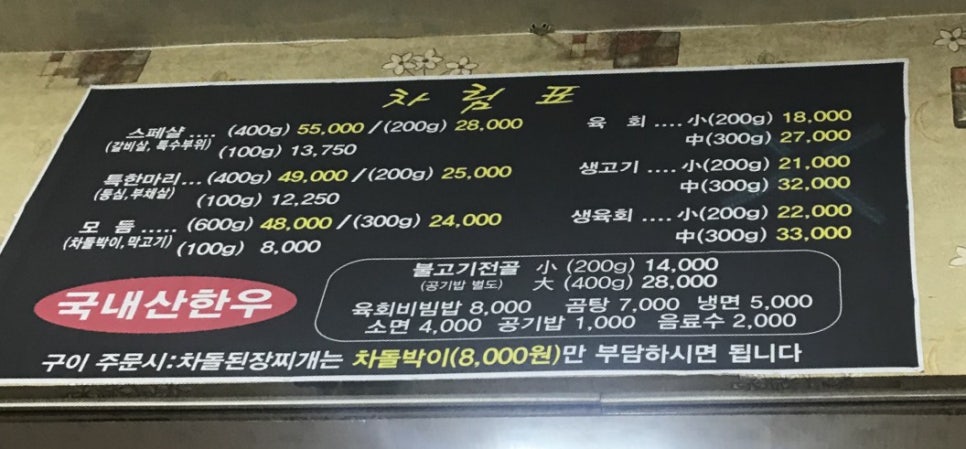 차림표
스페샬 .... (400g) 55,000 / (200g) 28,000
(갈비살, 특수부위) (100g) 13,750
특한마리 ... (400g) 49,000 / (200g) 25,000
(등심, 부채살) (100g) 12,250
모 듬 ..... (600g) 48,000 / (300g) 24,000
(차돌박이, 막고기) (100g) 8,000
육 회 .... 小(200g) 18,000
中(300g) 27,000
생고기 .... 小(200g) 21,000
中(300g) 32,000
생육회 .... 小(200g) 22,000
中(300g) 33,000
국내산한우
불고기전골 小 (200g) 14,000
(공기밥 별도) 大 (400g) 28,000
육회비빔밥 8,000 곰탕 7,000 냉면 5,000
소면 4,000 공기밥 1,000 음료수 2,000
구이 주문시:차돌된장찌개는 차돌박이(8,000원)만 부담하시면 됩니다